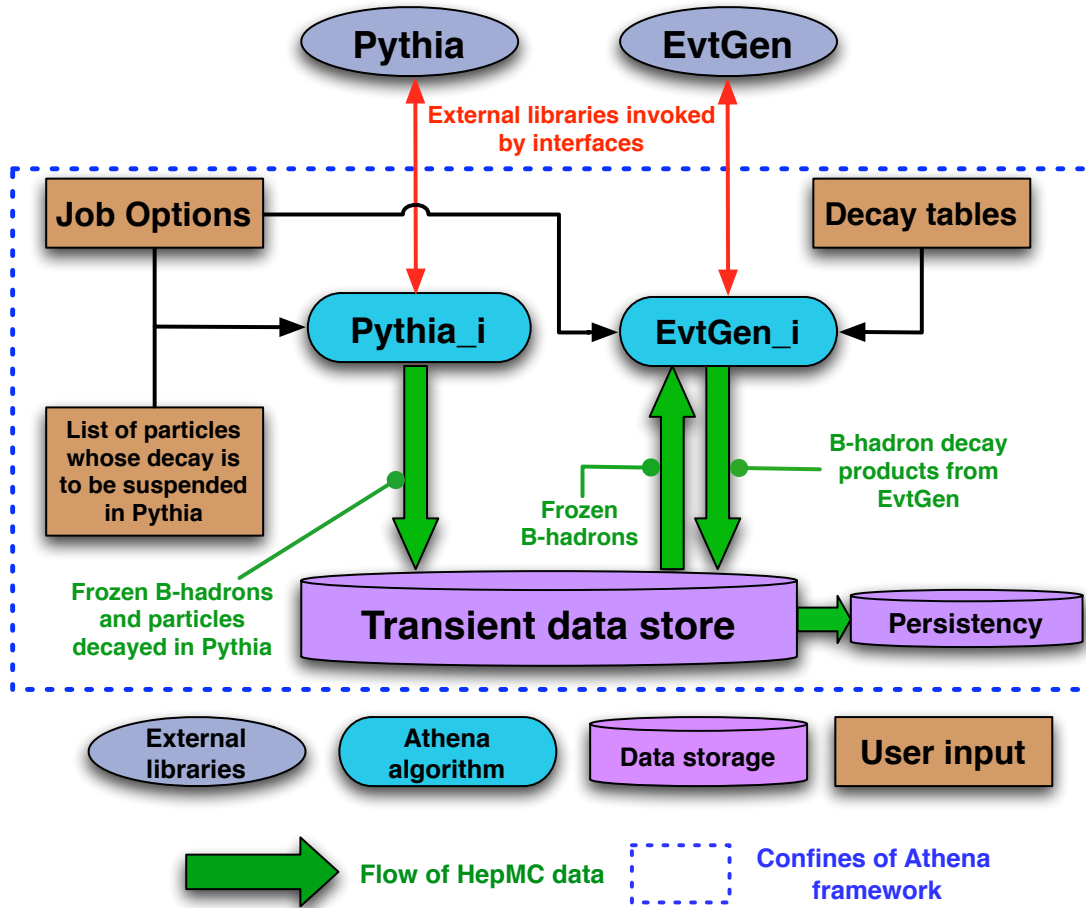 Pythia
EvtGen
External libraries invoked
by interfaces
Job Options
Decay tables
Pythia_i
EvtGen_i
List of particles
whose decay is
to be suspended
in Pythia
B-hadron decay
products from
EvtGen
Frozen
B-hadrons
Frozen B-hadrons
and particles
decayed in Pythia
Transient data store
Persistency
External
libraries
Athena
algorithm
Data storage
User input
Flow of HepMC data
Confines of Athena
framework